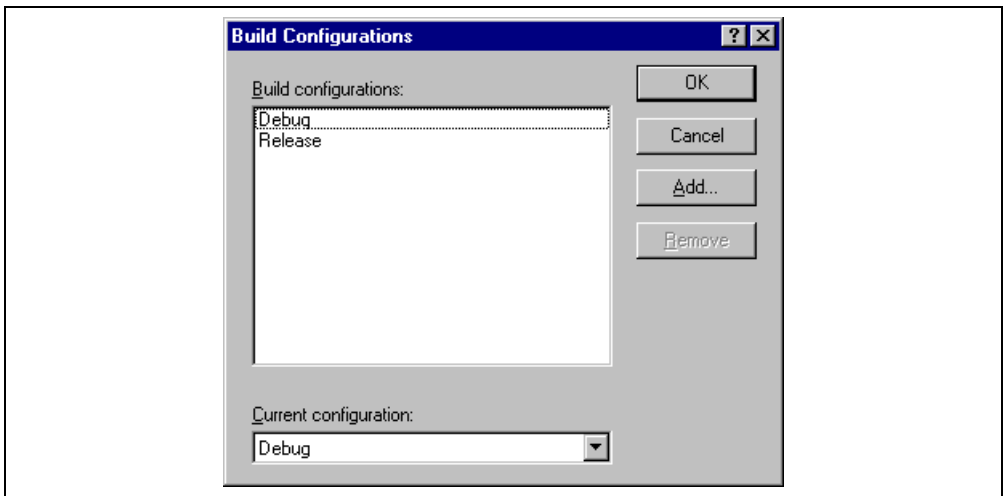 Build Configurations
Build configurations:
Debug
Release
OK
Cancel
Add...
Remove
Current configuration:
Debug